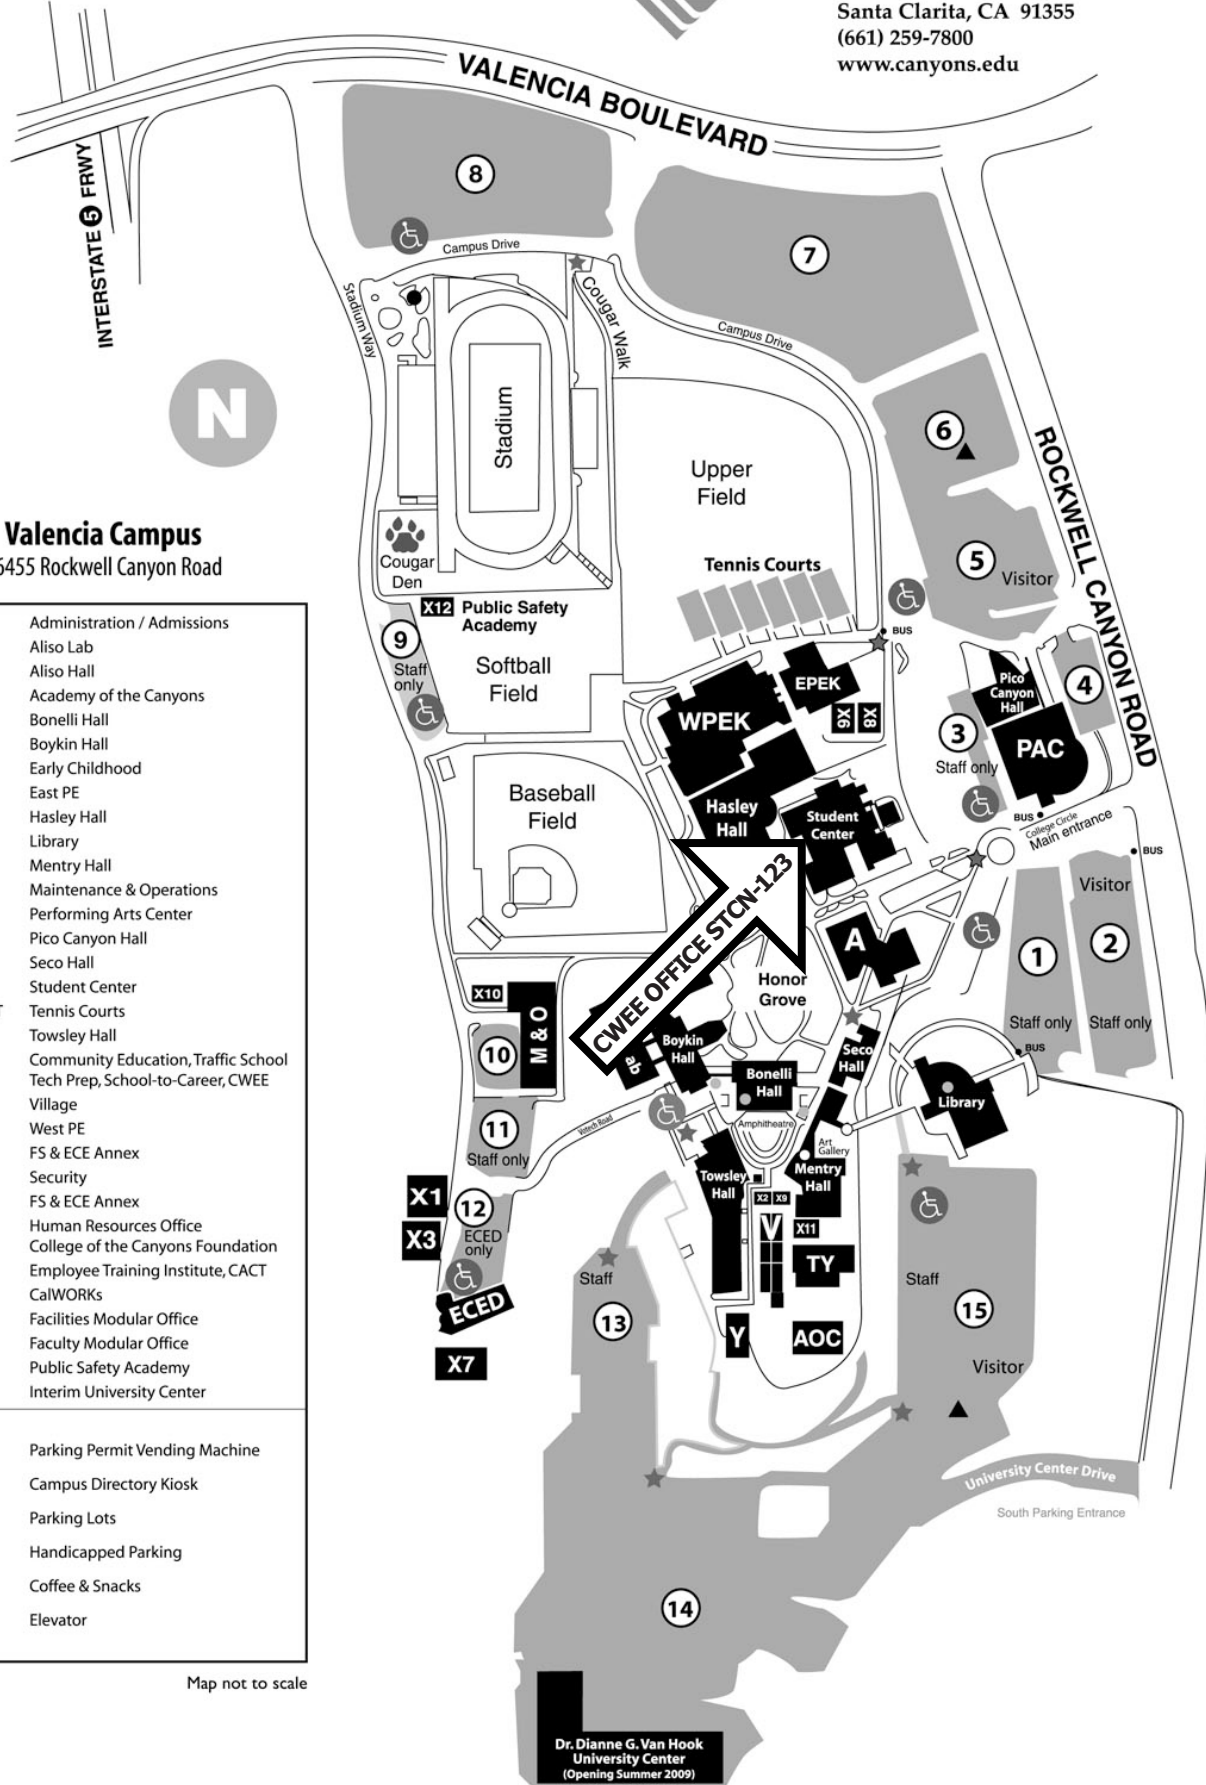 Santa Clarita, CA 91355
(661) 259-7800
www.canyons.edu
VALENCIA BOULEVARD
INTERSTATE 5 FRWY
8
7
Campus Drive
Stadium Way
Cougar Walk
Campus Drive
N
Stadium
6
ROCKWELL CANYON ROAD
Upper
Field
Valencia Campus
6455 Rockwell Canyon Road
Cougar
Den
5
Visitor
Tennis Courts
X12 Public Safety
Academy
BUS
9
Staff
only
Softball
Field
EPEK
X6
X8
WPEK
Pico
Canyon
Hall
4
3
Staff only
PAC
Baseball
Field
Hasley
Hall
Student
Center
BUS
College Circle
Main entrance
BUS
CWEE OFFICE STCN-123
Visitor
A
1
2
Staff only
Staff only
BUS
Honor
Grove
X10
M & O
10
ab
Boykin
Hall
Bonelli
Hall
Seco
Hall
Library
11
Staff only
Votech Road
Amphitheatre
Art
Gallery
Towsley
Hall
Mentry
Hall
X1
X3
12
ECED
only
X2
X9
V
X11
TY
ECED
X7
Staff
13
Y
AOC
Staff
15
Visitor
University Center Drive
South Parking Entrance
14
Dr. Dianne G. Van Hook
University Center
(Opening Summer 2009)
Administration / Admissions
Aliso Lab
Aliso Hall
Academy of the Canyons
Bonelli Hall
Boykin Hall
Early Childhood
East PE
Hasley Hall
Library
Mentry Hall
Maintenance & Operations
Performing Arts Center
Pico Canyon Hall
Seco Hall
Student Center
T Tennis Courts
Towsley Hall
Community Education, Traffic School
Tech Prep, School-to-Career, CWEE
Village
West PE
FS & ECE Annex
Security
FS & ECE Annex
Human Resources Office
College of the Canyons Foundation
Employee Training Institute, CACT
CalWORKs
Facilities Modular Office
Faculty Modular Office
Public Safety Academy
Interim University Center
Parking Permit Vending Machine
Campus Directory Kiosk
Parking Lots
Handicapped Parking
Coffee & Snacks
Elevator
Map not to scale